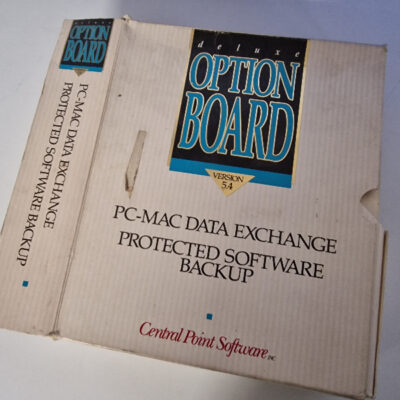 OPTION
BOARD
PC-MAC DATA EXCHANGE
PROTECTED SOFTWARE BACKUP
deluxe
OPTION
BOARD
VERSION
5.4
PC-MAC DATA EXCHANGE
PROTECTED SOFTWARE
BACKUP
Central Point Software INC